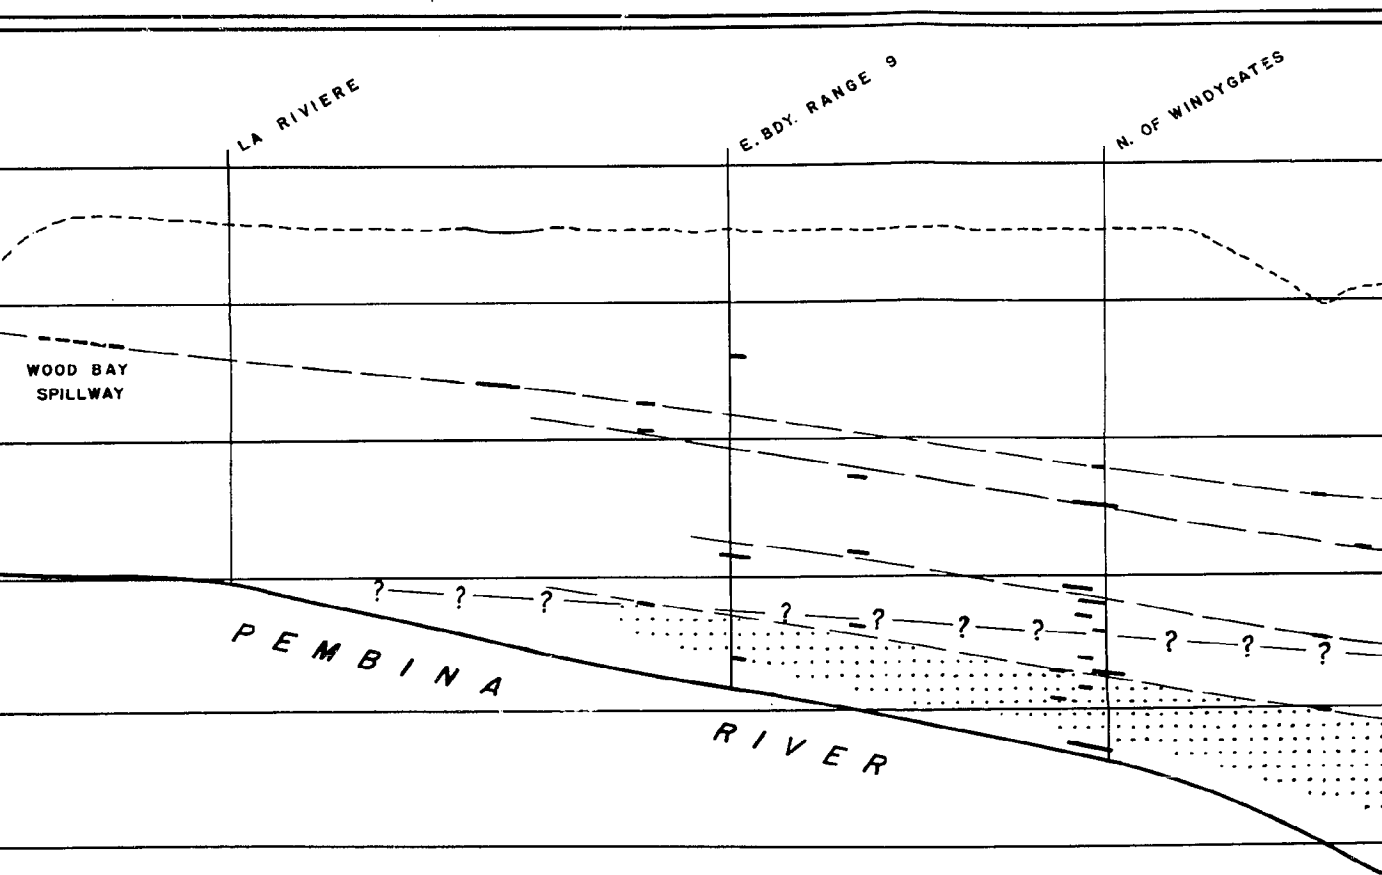 LA RIVIERE
E. BDY. RANGE 9
N. OF WINDYGATES
WOOD BAY
SPILLWAY
? ? ? ? ? ? ? ? ? ?
PEMBINA
RIVER